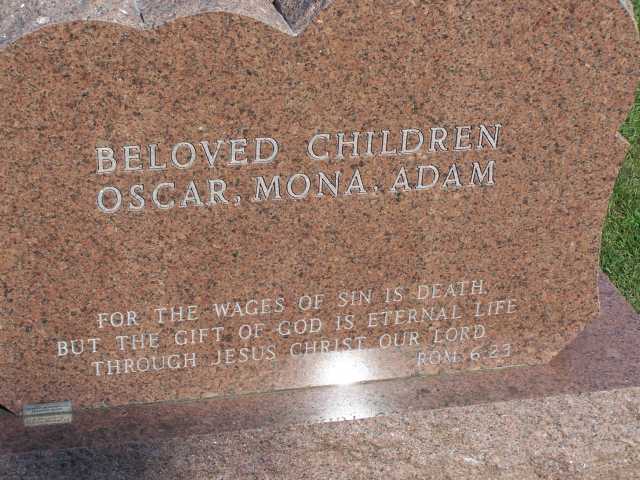 BELOVED CHILDREN
OSCAR, MONA, ADAM
FOR THE WAGES OF SIN IS DEATH,
BUT THE GIFT OF GOD IS ETERNAL LIFE
THROUGH JESUS CHRIST OUR LORD
ROM. 6:23